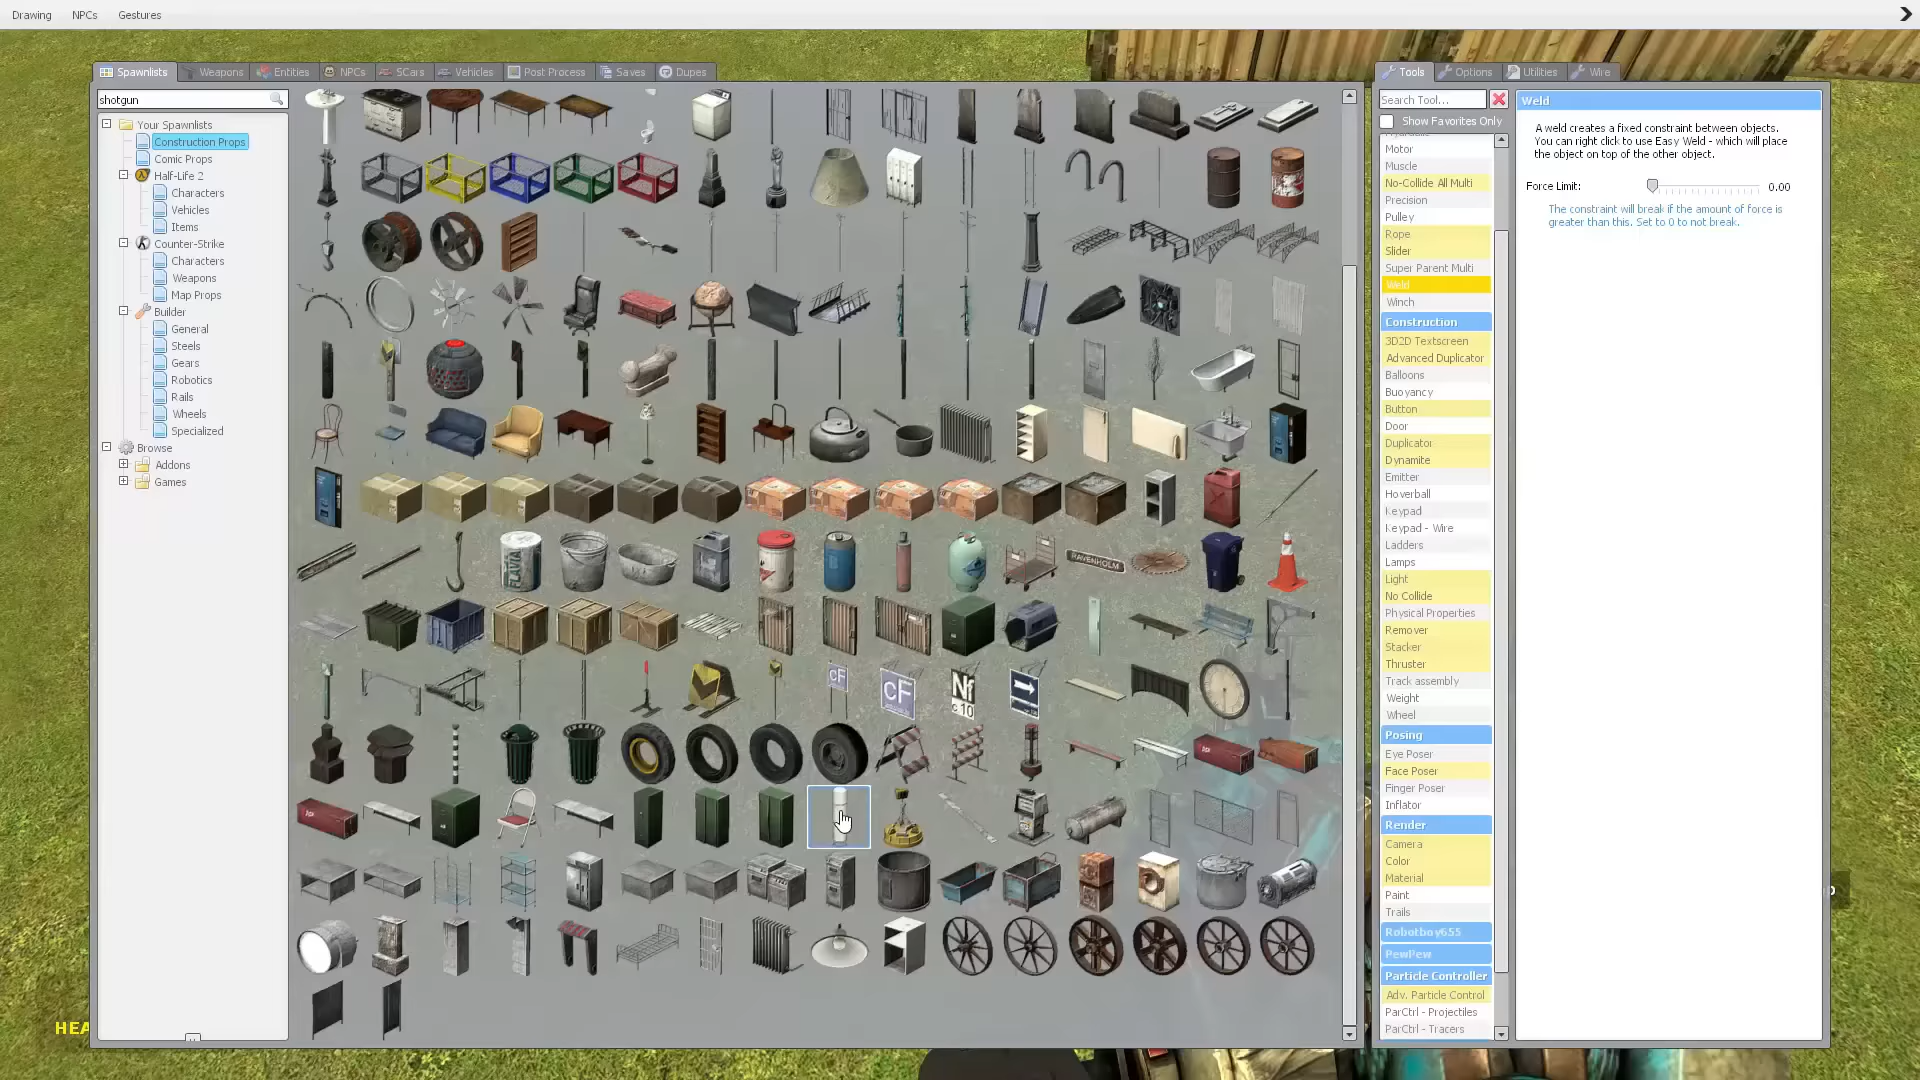 Drawing NPCs Gestures
Spawnlists Weapons Entities NPCs SCars Vehicles Post Process Saves Dupes
Tools Options Utilities Wire
shotgun
Your Spawnlists
Construction Props
Comic Props
Half-Life 2
Characters
Vehicles
Items
Counter-Strike
Characters
Weapons
Map Props
Builder
General
Steels
Gears
Robotics
Rails
Wheels
Specialized
Browse
Addons
Games
RAVENHOLM
cF
cF
Nf
c 10
HEA
Search Tool...
Show Favorites Only
Motor
Muscle
No-Collide All Multi
Precision
Pulley
Rope
Slider
Super Parent Multi
Weld
Winch
Construction
3D2D Textscreen
Advanced Duplicator
Balloons
Buoyancy
Button
Door
Duplicator
Dynamite
Emitter
Hoverball
Keypad
Keypad - Wire
Ladders
Lamps
Light
No Collide
Physical Properties
Remover
Stacker
Thruster
Track assembly
Weight
Wheel
Posing
Eye Poser
Face Poser
Finger Poser
Inflator
Render
Camera
Color
Material
Paint
Trails
Robotboy655
PewPew
Particle Controller
Adv. Particle Control
ParCtrl - Projectiles
ParCtrl - Tracers
Weld
A weld creates a fixed constraint between objects.
You can right click to use Easy Weld - which will place
the object on top of the other object.
Force Limit: 0.00
The constraint will break if the amount of force is
greater than this. Set to 0 to not break.